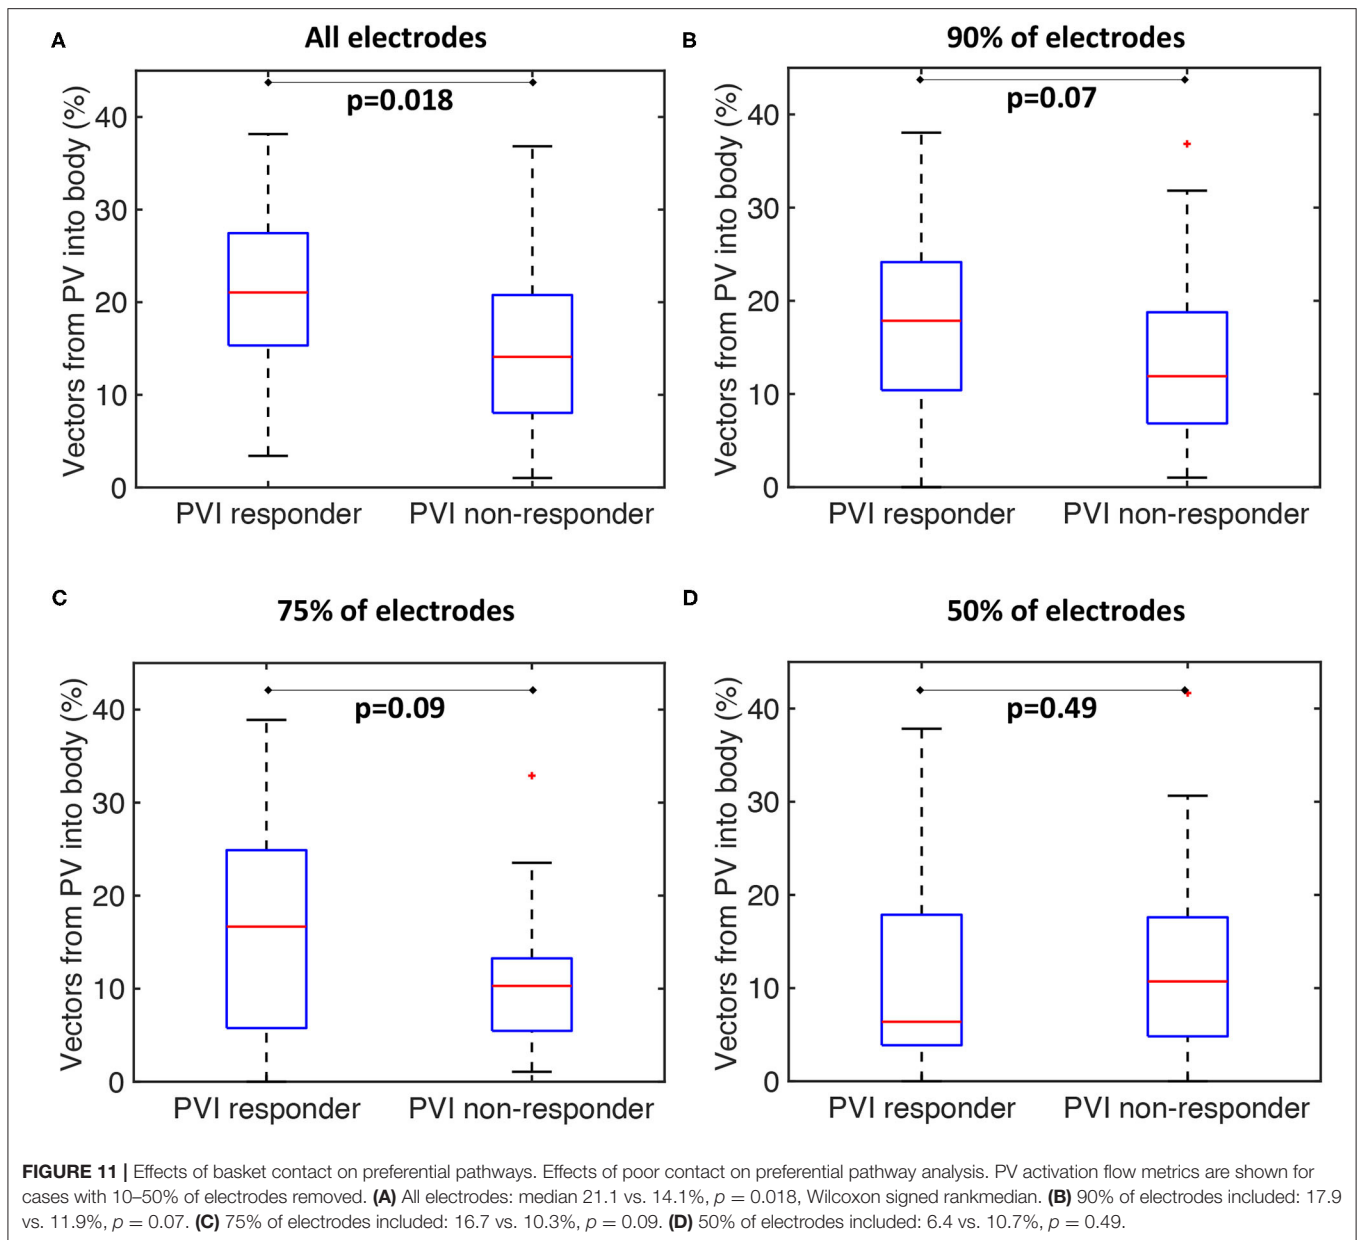 A
All electrodes
p=0.018
Vectors from PV into body (%)
40
30
20
10
0
PVI responder PVI non-responder
B
90% of electrodes
p=0.07
Vectors from PV into body (%)
40
30
20
10
0
PVI responder PVI non-responder
C
75% of electrodes
p=0.09
Vectors from PV into body (%)
40
30
20
10
0
PVI responder PVI non-responder
D
50% of electrodes
p=0.49
Vectors from PV into body (%)
40
30
20
10
0
PVI responder PVI non-responder
FIGURE 11 | Effects of basket contact on preferential pathways. Effects of poor contact on preferential pathway analysis. PV activation flow metrics are shown for
cases with 10–50% of electrodes removed. (A) All electrodes: median 21.1 vs. 14.1%, p = 0.018, Wilcoxon signed rankmedian. (B) 90% of electrodes included: 17.9
vs. 11.9%, p = 0.07. (C) 75% of electrodes included: 16.7 vs. 10.3%, p = 0.09. (D) 50% of electrodes included: 6.4 vs. 10.7%, p = 0.49.